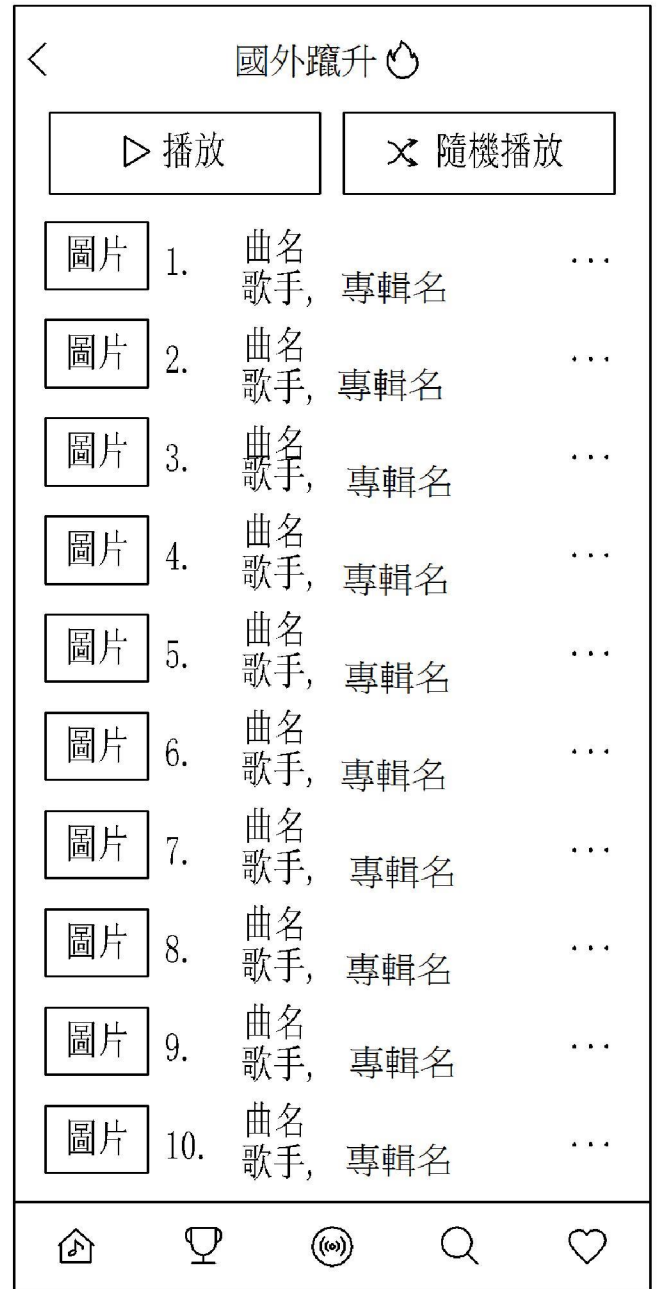 國外躥升
播放
隨機播放
圖片 1. 曲名
歌手, 專輯名
...
圖片 2. 曲名
歌手, 專輯名
...
圖片 3. 曲名
歌手, 專輯名
...
圖片 4. 曲名
歌手, 專輯名
...
圖片 5. 曲名
歌手, 專輯名
...
圖片 6. 曲名
歌手, 專輯名
...
圖片 7. 曲名
歌手, 專輯名
...
圖片 8. 曲名
歌手, 專輯名
...
圖片 9. 曲名
歌手, 專輯名
...
圖片 10. 曲名
歌手, 專輯名
...